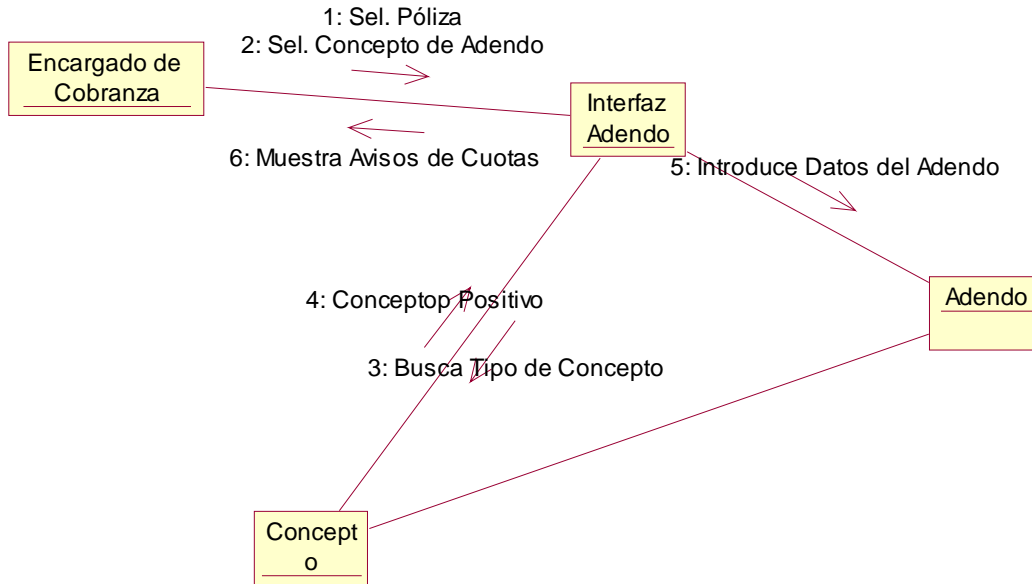 1: Sel. Póliza
2: Sel. Concepto de Adendo
Encargado de
Cobranza
Interfaz
Adendo
6: Muestra Avisos de Cuotas
5: Introduce Datos del Adendo
4: Conceptop Positivo
Adendo
3: Busca Tipo de Concepto
Concept
o